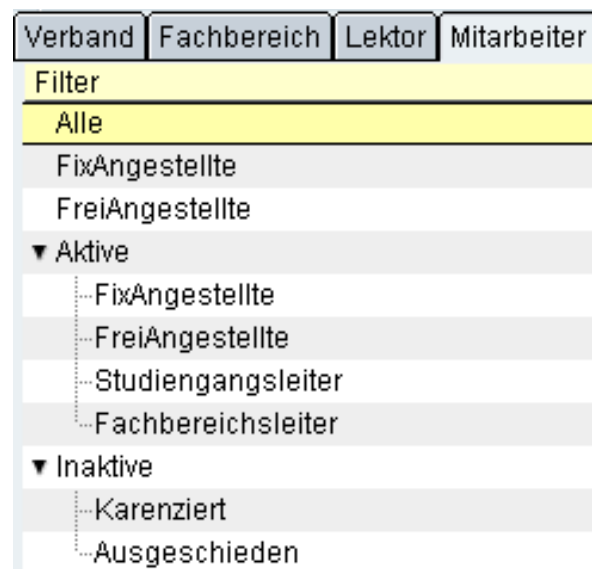 Verband Fachbereich Lektor Mitarbeiter
Filter
Alle
FixAngestellte
FreiAngestellte
Aktive
FixAngestellte
FreiAngestellte
Studiengangsleiter
Fachbereichsleiter
Inaktive
Karenziert
Ausgeschieden